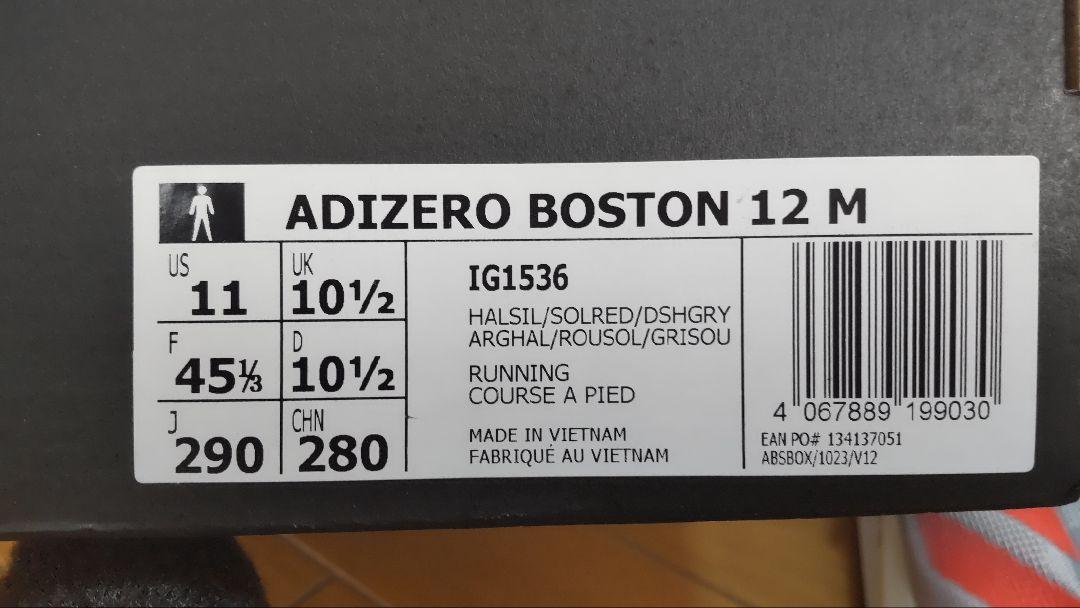 ADIZERO BOSTON 12 M
US 11
UK 10½
F 45⅓
D 10½
J 290
CHN 280
IG1536
HALSIL/SOLRED/DSHGRY
ARGHAL/ROUSOL/GRISOU
RUNNING
COURSE A PIED
MADE IN VIETNAM
FABRIQUÉ AU VIETNAM
4 067889 199030
EAN PO# 134137051
ABSBOX/1023/V12